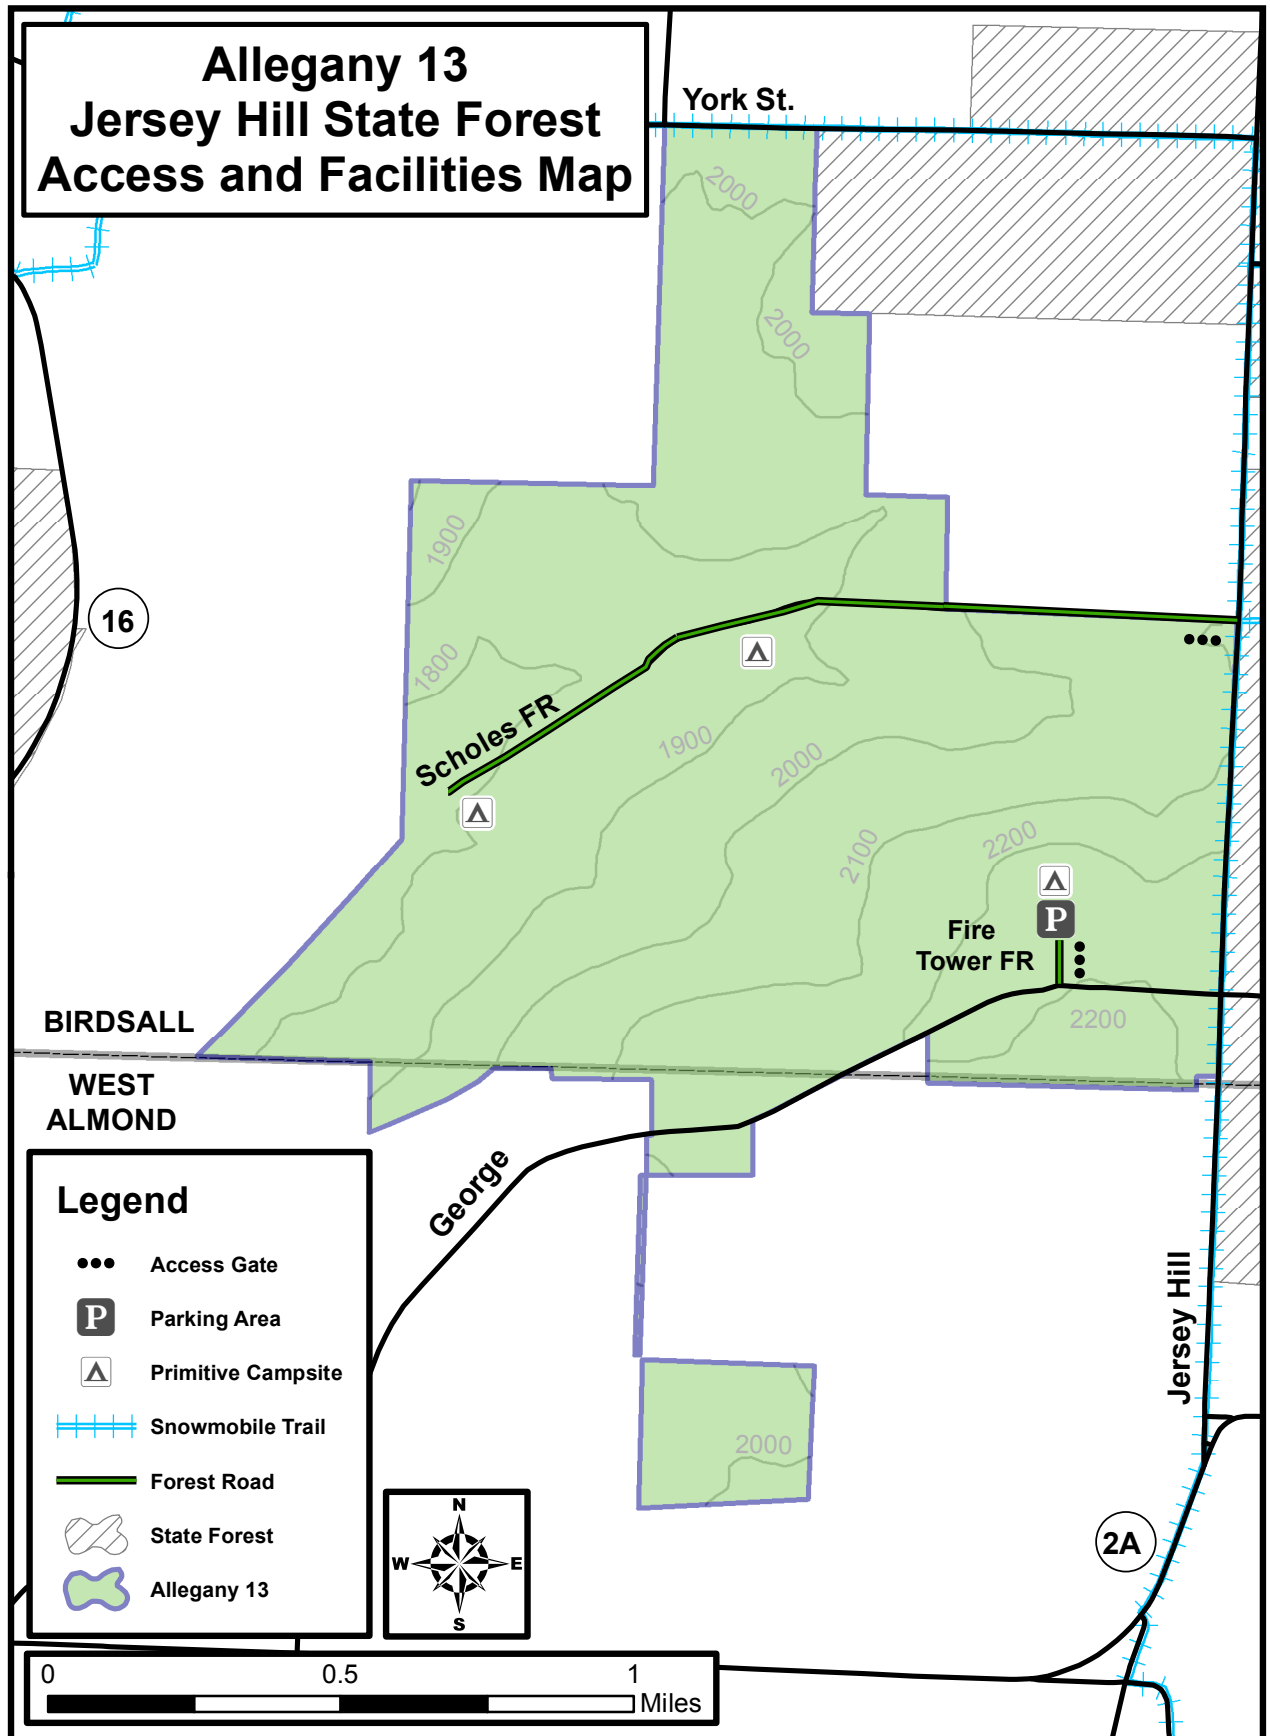 Allegany 13
Jersey Hill State Forest
Access and Facilities Map
York St.
2000
2000
1900
16
1800
Scholes FR
1900
2000
2100
2200
P
Fire
Tower FR
2200
BIRDSALL
WEST
ALMOND
George
Jersey Hill
2000
2A
Legend
Access Gate
P
Parking Area
Primitive Campsite
Snowmobile Trail
Forest Road
State Forest
Allegany 13
N
W E
S
0 0.5 1
Miles